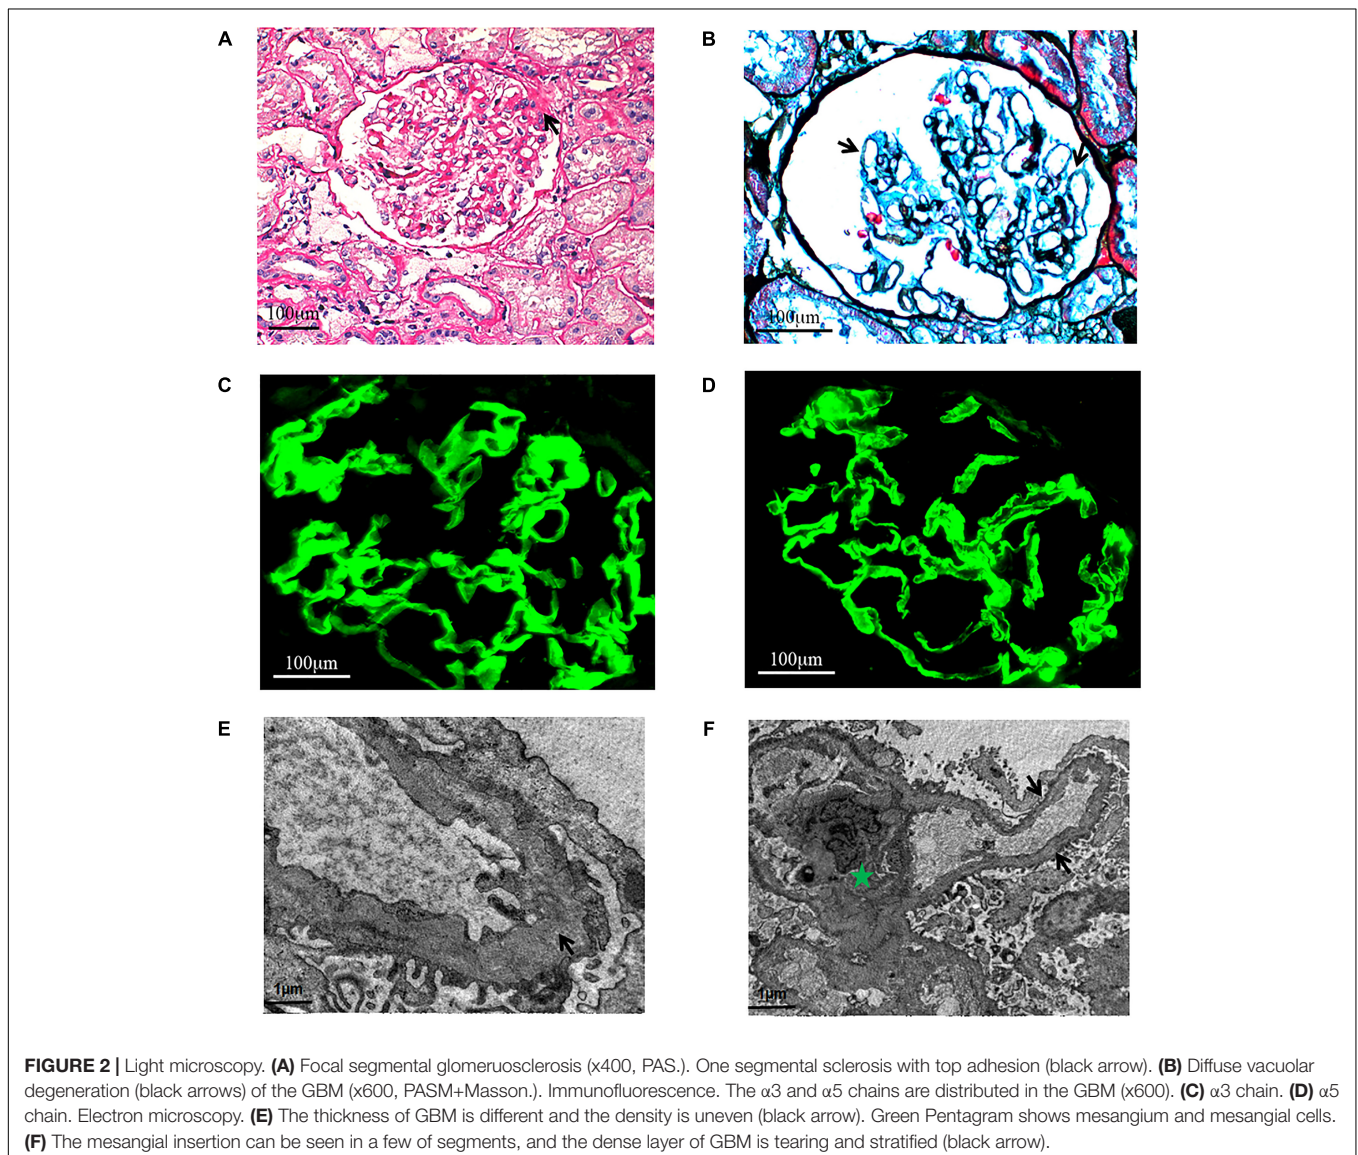 A
B
100μm
100μm
C
D
100μm
100μm
E
F
1μm
1μm
FIGURE 2 | Light microscopy. (A) Focal segmental glomeruosclerosis (x400, PAS.). One segmental sclerosis with top adhesion (black arrow). (B) Diffuse vacuolar
degeneration (black arrows) of the GBM (x600, PASM+Masson.). Immunofluorescence. The α3 and α5 chains are distributed in the GBM (x600). (C) α3 chain. (D) α5
chain. Electron microscopy. (E) The thickness of GBM is different and the density is uneven (black arrow). Green Pentagram shows mesangium and mesangial cells.
(F) The mesangial insertion can be seen in a few of segments, and the dense layer of GBM is tearing and stratified (black arrow).